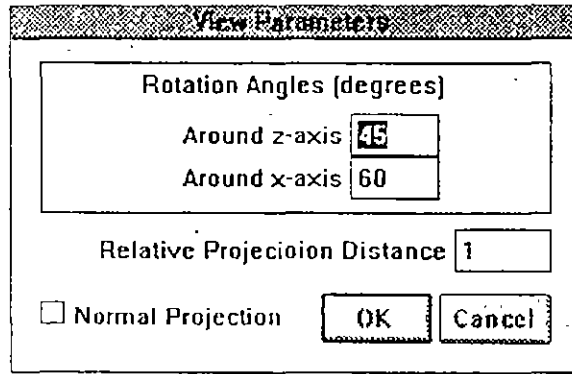 View Parameters
Rotation Angles (degrees)
Around z-axis 45
Around x-axis 60
Relative Projecioion Distance 1
Normal Projection OK Cancel